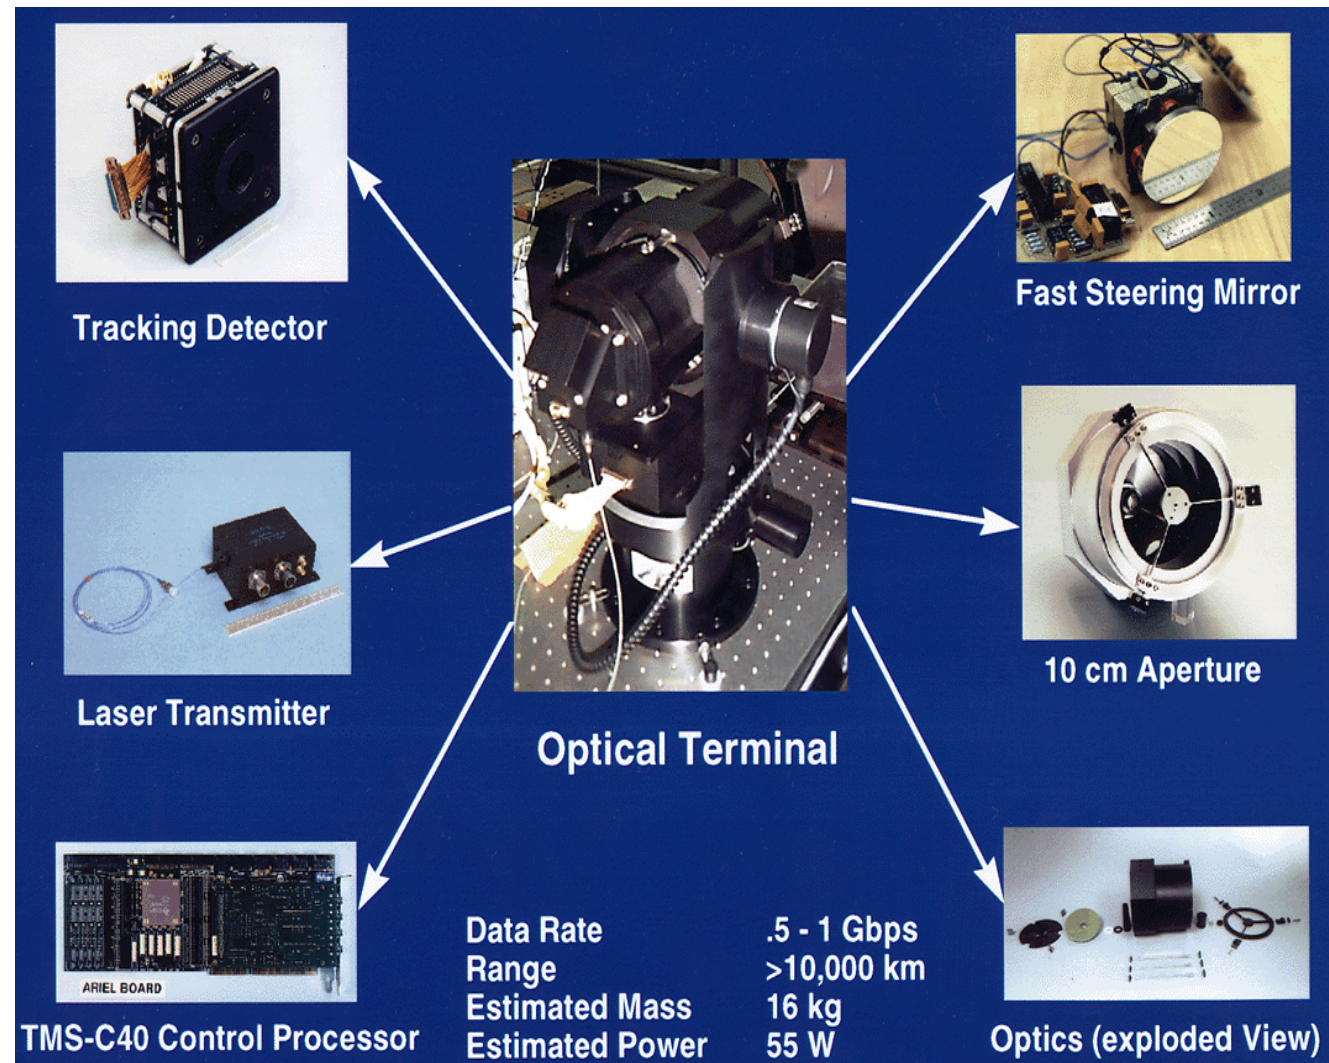 Tracking Detector
Fast Steering Mirror
Laser Transmitter
10 cm Aperture
Optical Terminal
ARIEL BOARD
TMS-C40 Control Processor
Data Rate .5 - 1 Gbps
Range >10,000 km
Estimated Mass 16 kg
Estimated Power 55 W
Optics (exploded View)